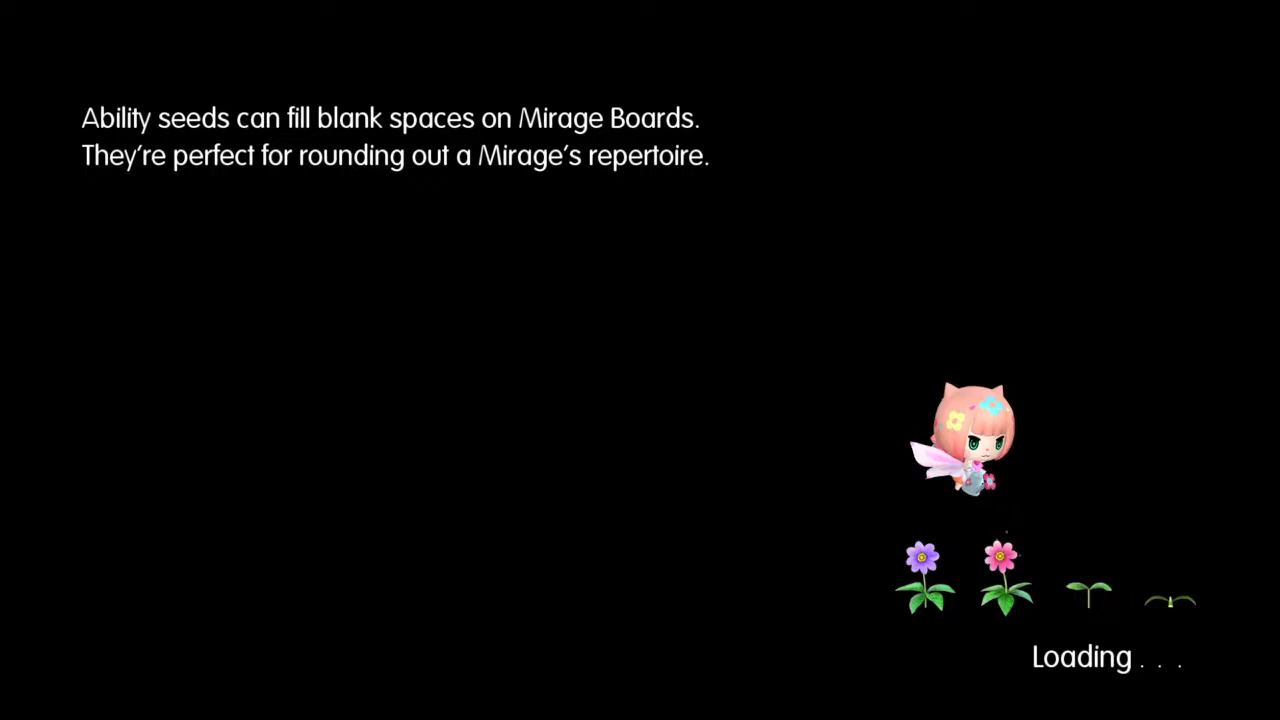 Ability seeds can fill blank spaces on Mirage Boards.
They're perfect for rounding out a Mirage's repertoire.
Loading . . .